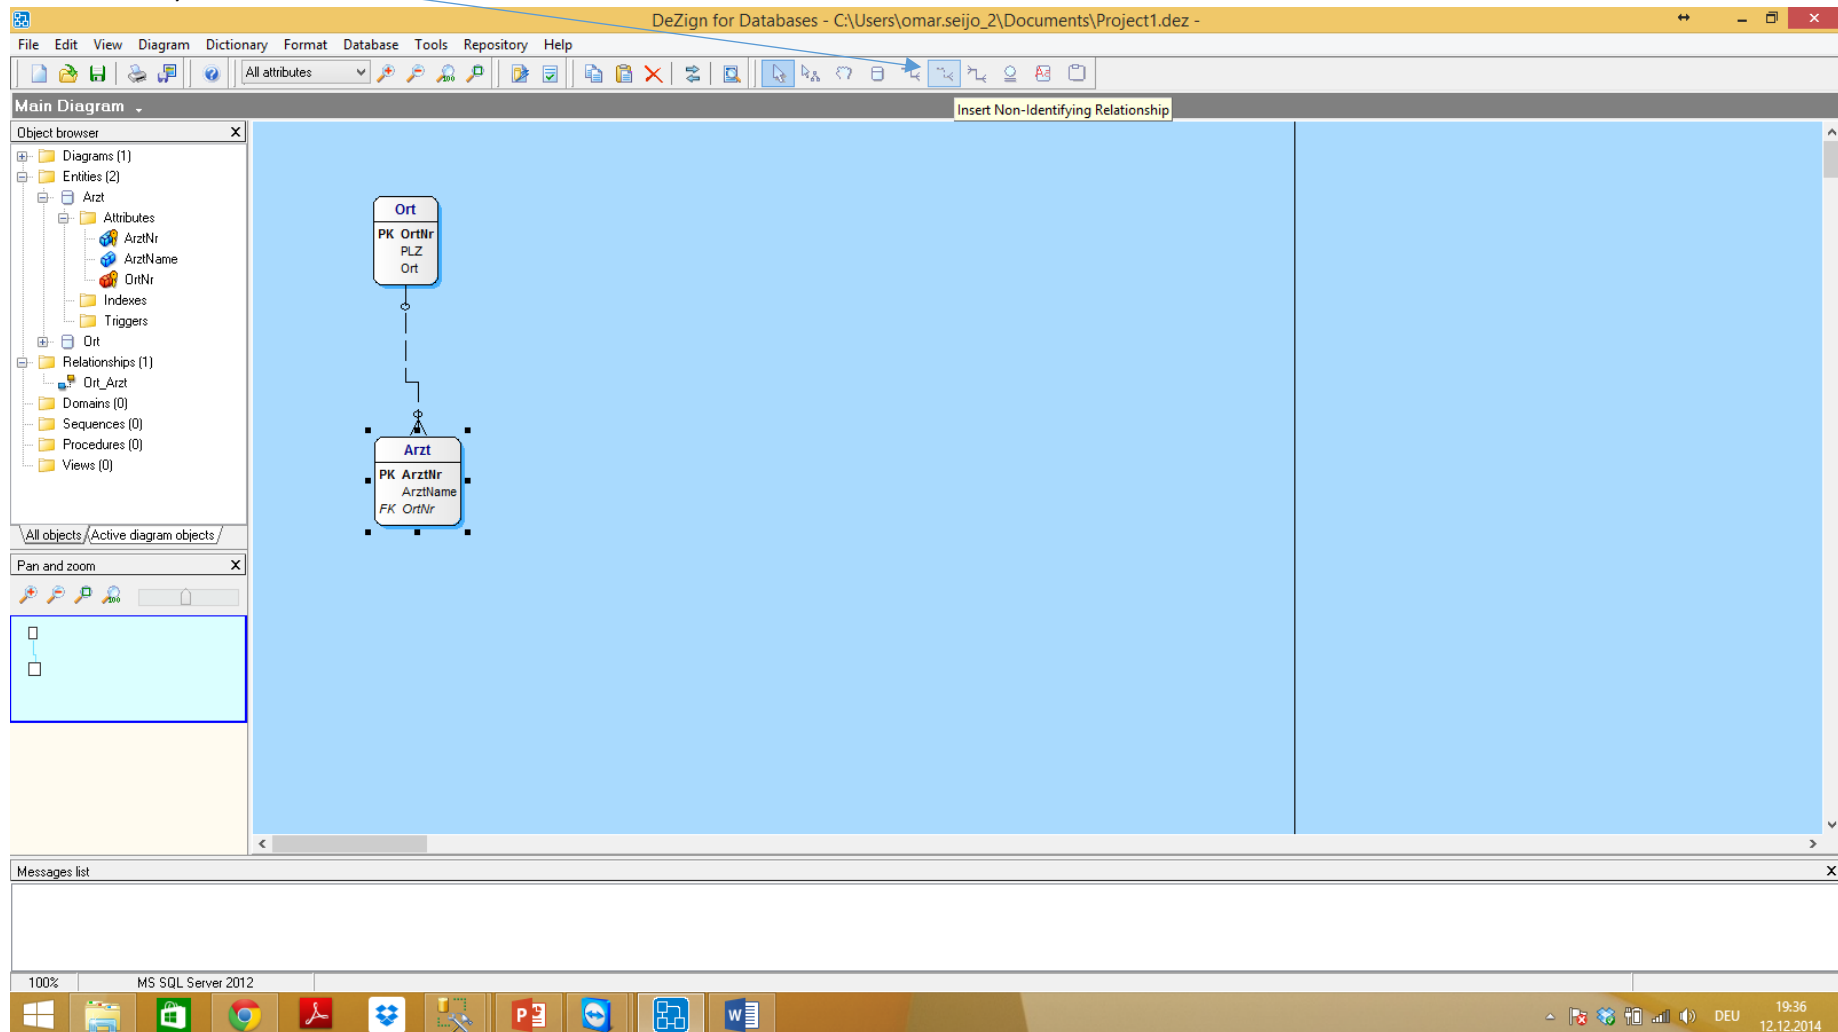 DeZign for Databases - C:\Users\omar.seijo_2\Documents\Project1.dez -
File Edit View Diagram Dictionary Format Database Tools Repository Help
All attributes
Main Diagram
Insert Non-Identifying Relationship
Object browser
Diagrams (1)
Entities (2)
Arzt
Attributes
ArztNr
ArztName
OrtNr
Indexes
Triggers
Ort
Relationships (1)
Ort_Arzt
Domains (0)
Sequences (0)
Procedures (0)
Views (0)
All objects Active diagram objects
Pan and zoom
Ort
PK OrtNr
PLZ
Ort
Arzt
PK ArztNr
ArztName
FK OrtNr
Messages list
100% MS SQL Server 2012
DEU
19:36
12.12.2014